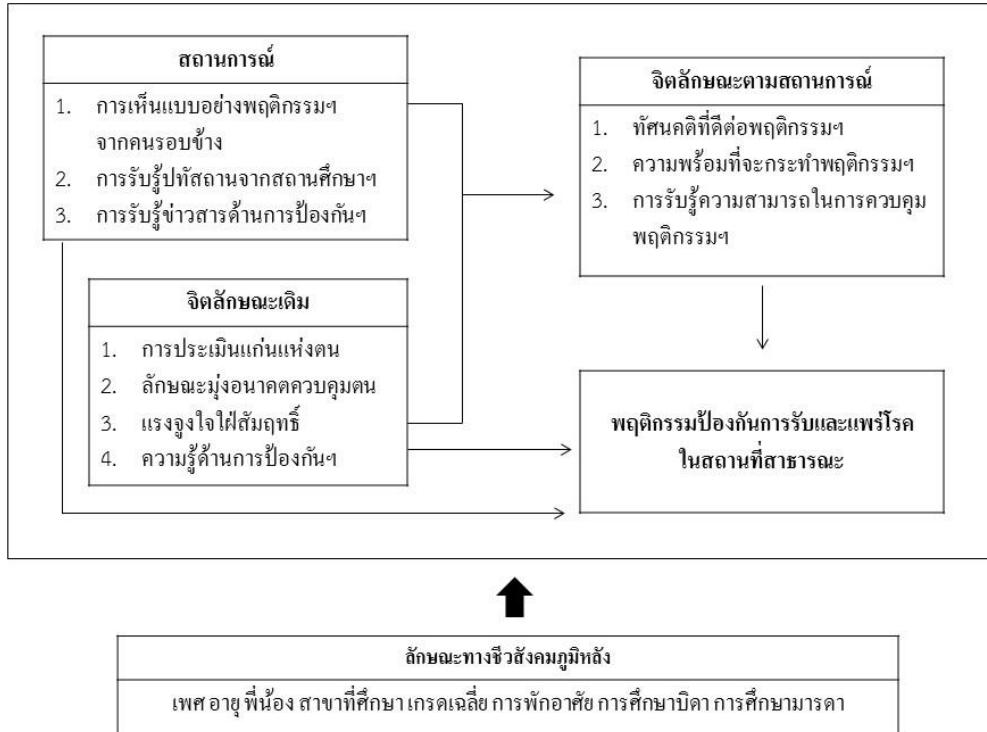 สถานการณ์
1. การเห็นแบบอย่างพฤติกรรมฯ
จากคนรอบข้าง
2. การรับรู้ปทัสถานจากสถานศึกษาฯ
3. การรับรู้ข่าวสารด้านการป้องกันฯ
จิตลักษณะเดิม
1. การประเมินแก่นแห่งตน
2. ลักษณะมุ่งอนาคตควบคุมตน
3. แรงจูงใจใฝ่สัมฤทธิ์
4. ความรู้ด้านการป้องกันฯ
จิตลักษณะตามสถานการณ์
1. ทัศนคติที่ดีต่อพฤติกรรมฯ
2. ความพร้อมที่จะกระทำพฤติกรรมฯ
3. การรับรู้ความสามารถในการควบคุม
พฤติกรรมฯ
พฤติกรรมป้องกันการรับและแพร่โรค
ในสถานที่สาธารณะ
ลักษณะทางชีวสังคมภูมิหลัง
เพศ อายุ พี่น้อง สาขาที่ศึกษา เกรดเฉลี่ย การพักอาศัย การศึกษาบิดา การศึกษามารดา